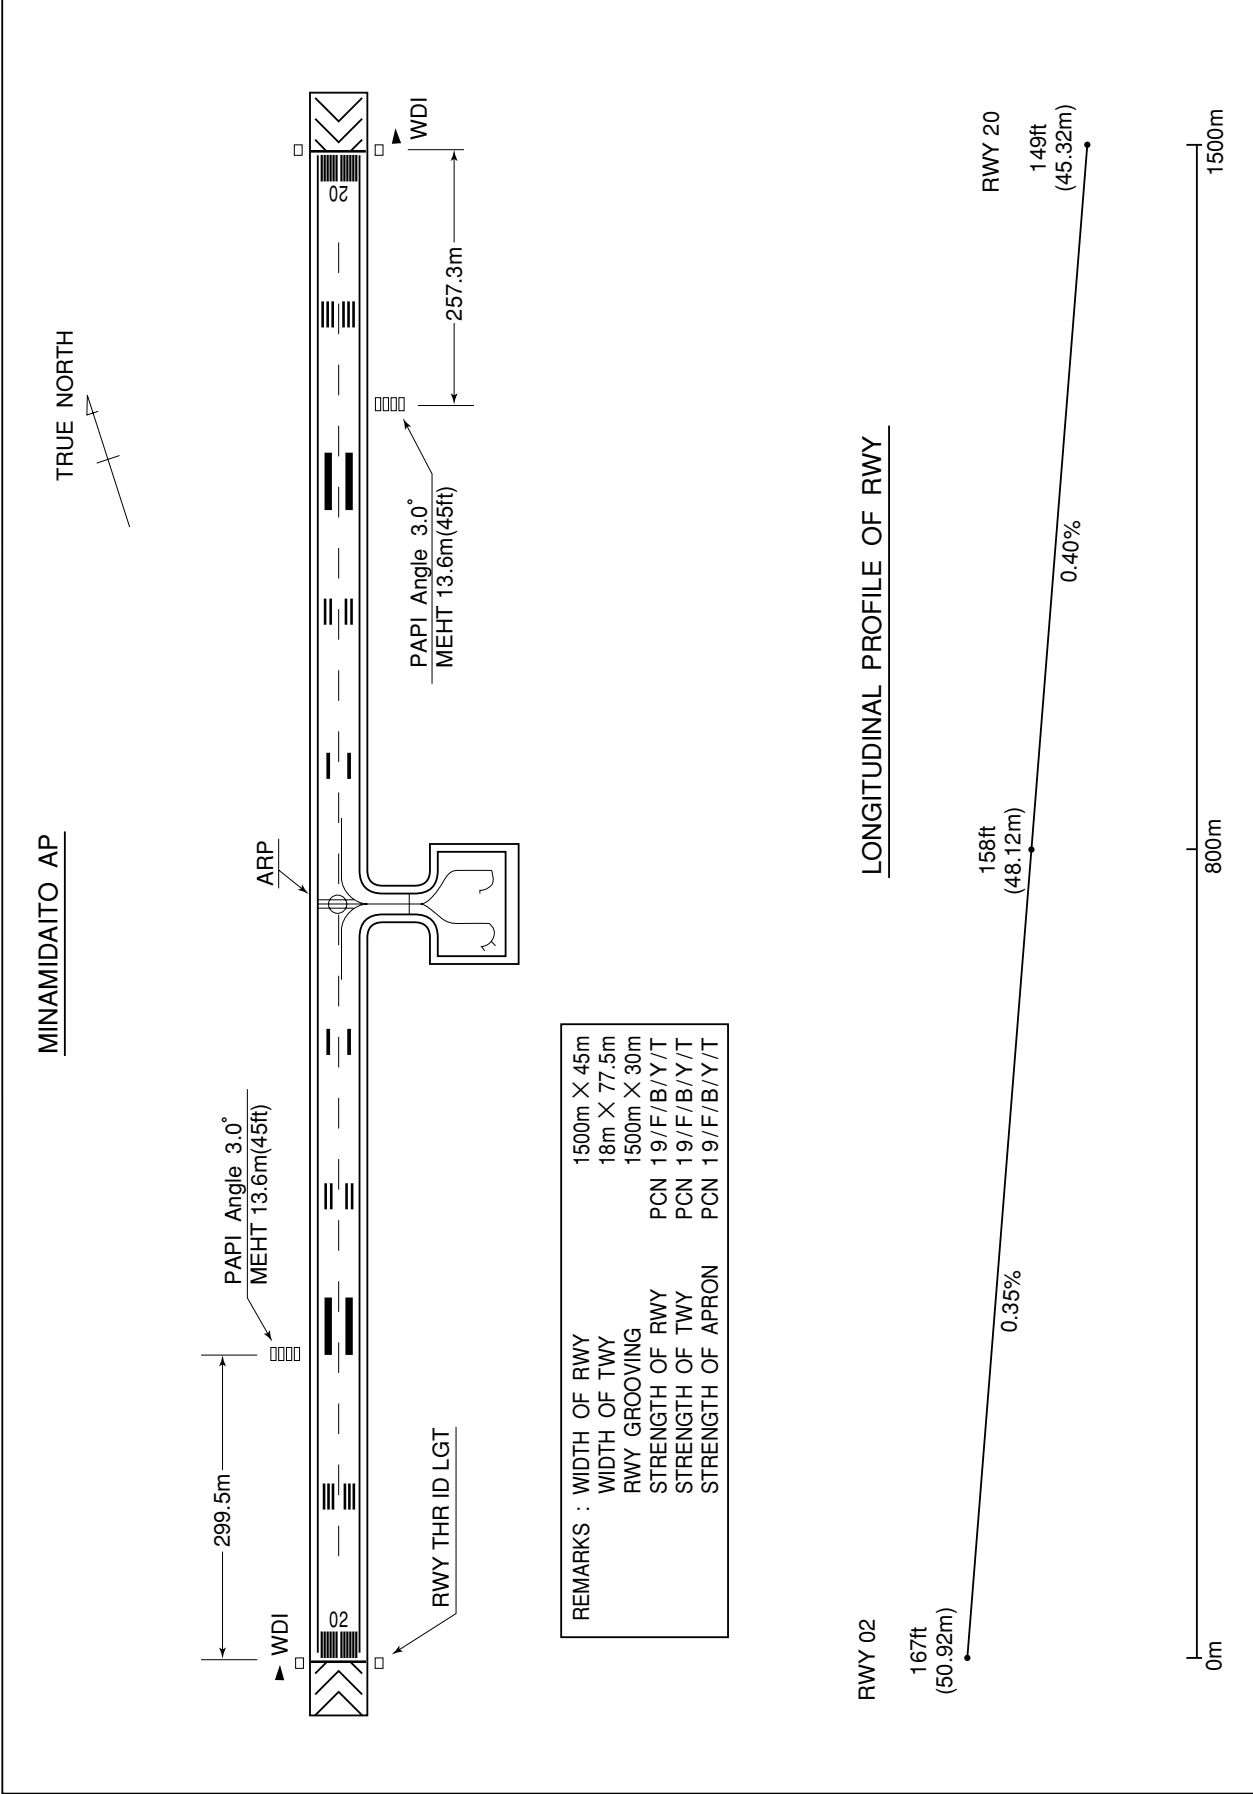 MINAMIDAITO AP
TRUE NORTH
299.5m
PAPI Angle 3.0°
MEHT 13.6m(45ft)
ARP
WDI
02
20
WDI
257.3m
PAPI Angle 3.0°
MEHT 13.6m(45ft)
RWY THR ID LGT
REMARKS : WIDTH OF RWY 1500m × 45m
WIDTH OF TWY 18m × 77.5m
RWY GROOVING 1500m × 30m
STRENGTH OF RWY PCN 19/F/B/Y/T
STRENGTH OF TWY PCN 19/F/B/Y/T
STRENGTH OF APRON PCN 19/F/B/Y/T
LONGITUDINAL PROFILE OF RWY
RWY 02
167ft
(50.92m)
0.35%
158ft
(48.12m)
0.40%
RWY 20
149ft
(45.32m)
0m
800m
1500m